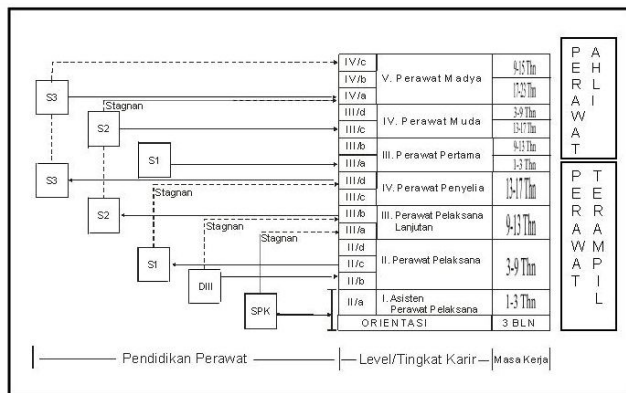 IV/c
IV/b
V. Perawat Madya
9-15 Thn
17-23 Thn
S3
IV/a
Stagnan
III/d
IV. Perawat Muda
3-9 Thn
S2
III/c
13-17 Thn
III/b
III. Perawat Pertama
9-13 Thn
S1
III/a
1-3 Thn
S3
III/d
IV. Perawat Penyelia
13-17 Thn
Stagnan
III/c
S2
III/b
III. Perawat Pelaksana
Lanjutan
9-13 Thn
Stagnan
Stagnan
III/a
II/d
S1
II/c
II. Perawat Pelaksana
3-9 Thn
DIII
II/b
SPK
II/a
I. Asisten
Perawat Pelaksana
1-3 Thn
ORIENTASI
3 BLN
PERAWAT
AHLI
PERAWAT
TERAMPIL
Pendidikan Perawat
Level/Tingkat Karir
Masa Kerja